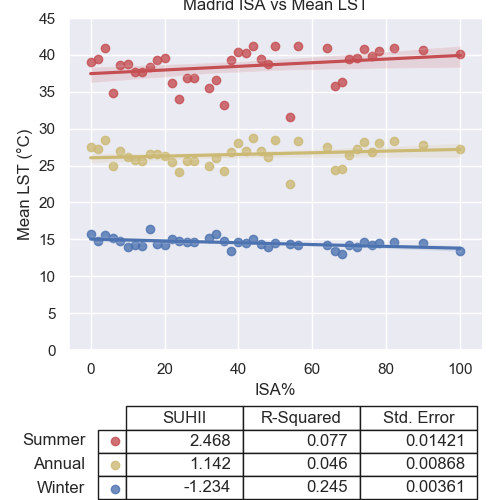 Madrid ISA vs Mean LST
45
40
35
30
25
20
15
10
5
0
Mean LST (°C)
0 20 40 60 80 100
ISA%
SUHII R-Squared Std. Error
Summer 2.468 0.077 0.01421
Annual 1.142 0.046 0.00868
Winter -1.234 0.245 0.00361